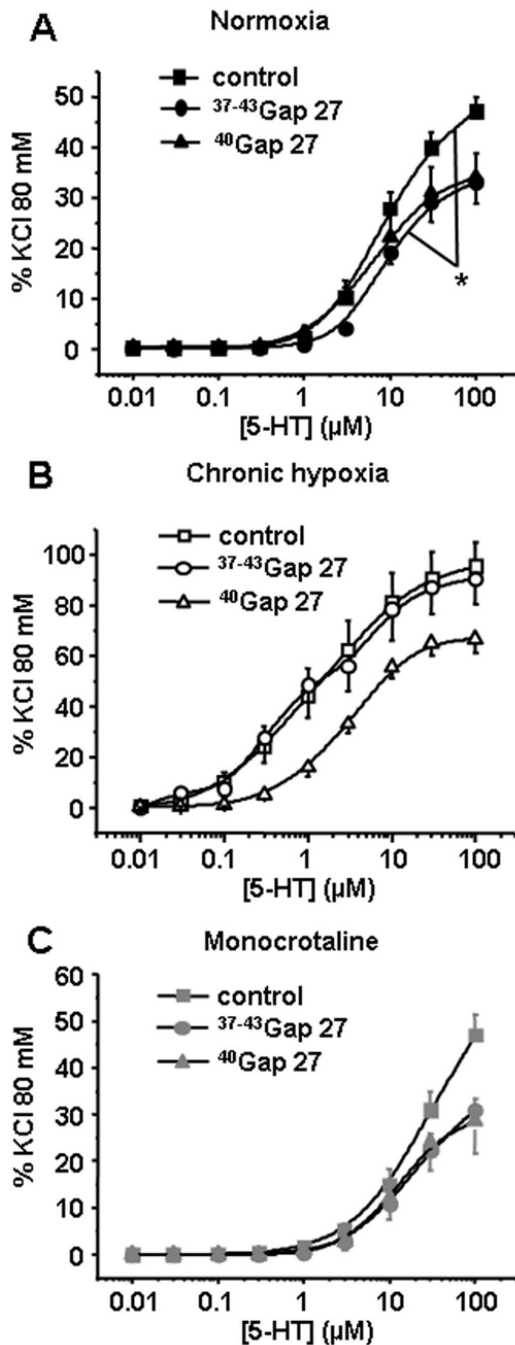 A
Normoxia
control
37-43Gap 27
40Gap 27
% KCl 80 mM
50
40
30
20
10
0
*
0.01 0.1 1 10 100
[5-HT] (µM)
B
Chronic hypoxia
control
37-43Gap 27
40Gap 27
% KCl 80 mM
100
80
60
40
20
0
0.01 0.1 1 10 100
[5-HT] (µM)
C
Monocrotaline
control
37-43Gap 27
40Gap 27
% KCl 80 mM
60
50
40
30
20
10
0
0.01 0.1 1 10 100
[5-HT] (µM)